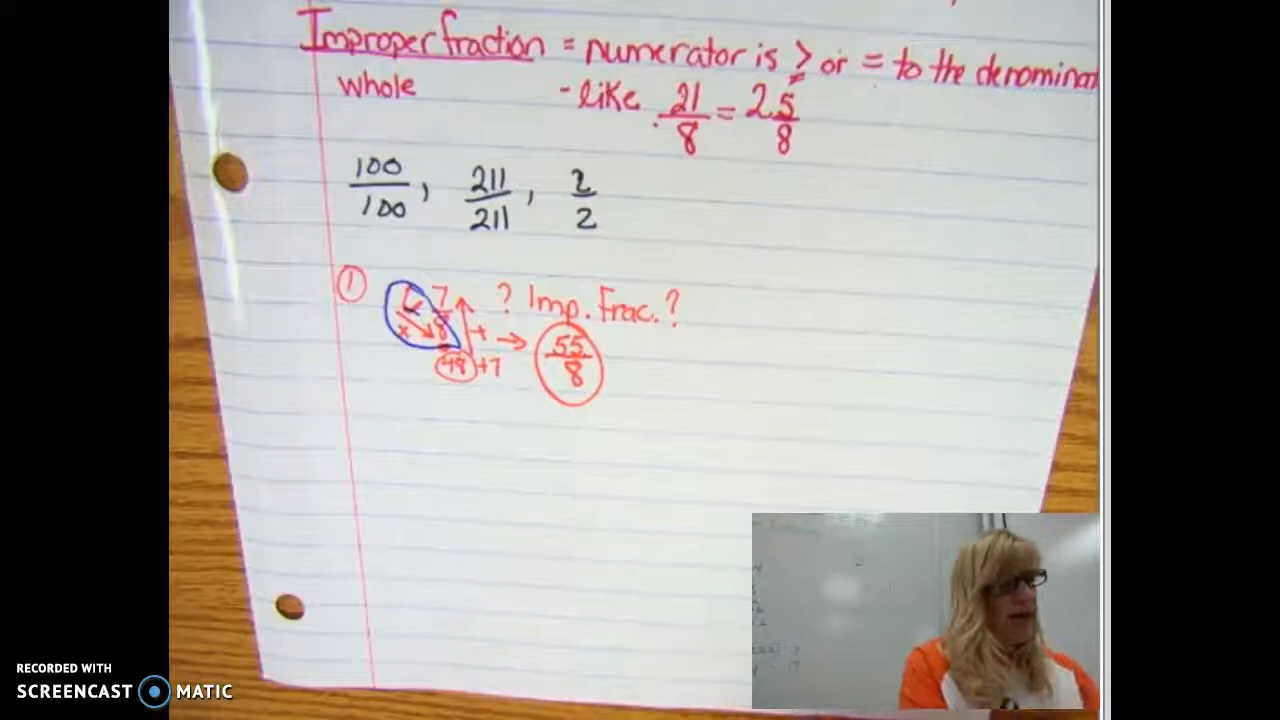 Improper fraction = numerator is ≥ or = to the denominat
whole - like 21/8 = 2 5/8
100/100, 211/211, 2/2
① 6 7/8 ? Imp. Frac. ?
x + → 55/8
48 +7
RECORDED WITH
SCREENCAST MATIC